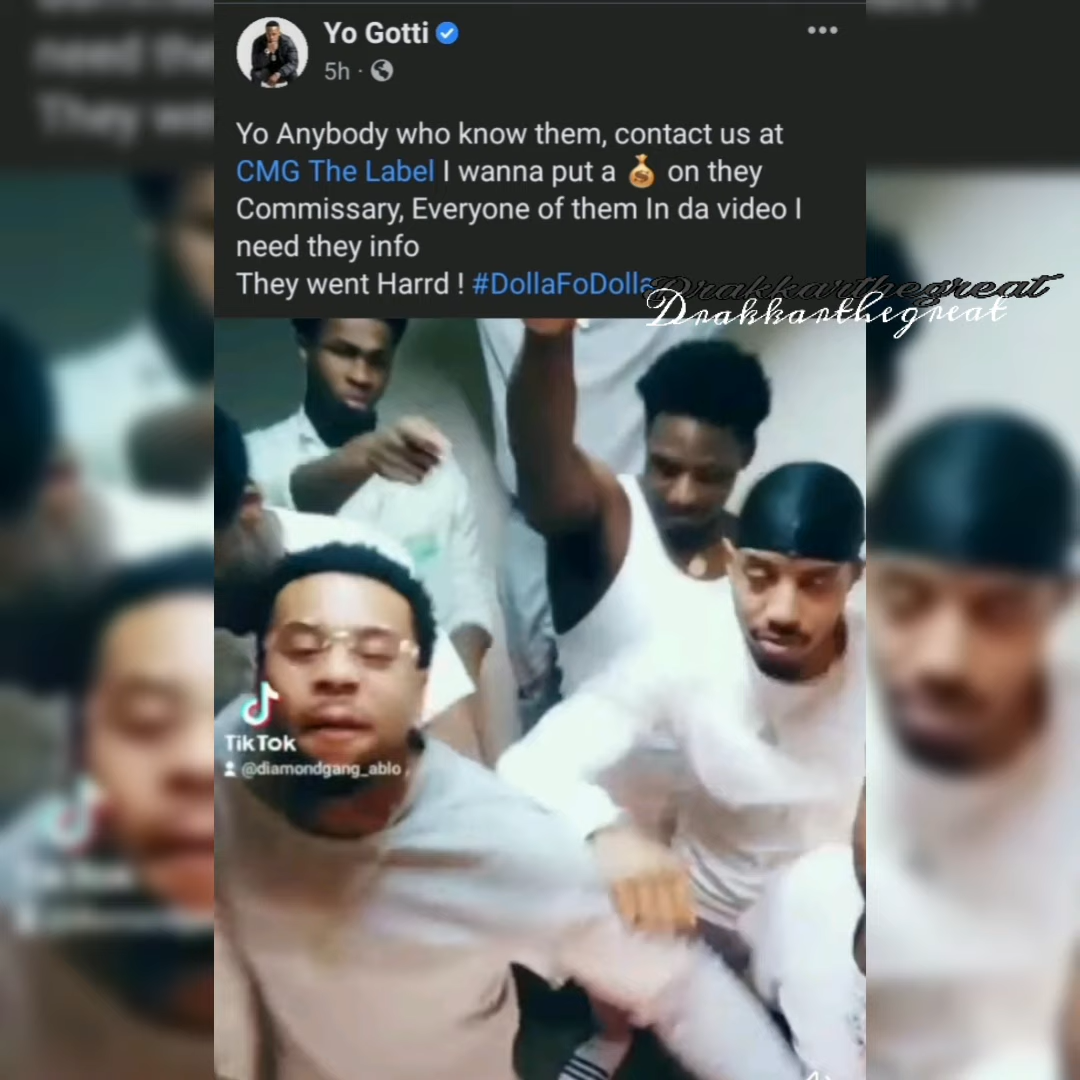 Yo Gotti
5h ·
Yo Anybody who know them, contact us at
CMG The Label I wanna put a 💰 on they
Commissary, Everyone of them In da video I
need they info
They went Harrd ! #DollaFoDolla
Drakkarthegreat
Drakkarthegreat
TikTok
@diamondgang_ablo